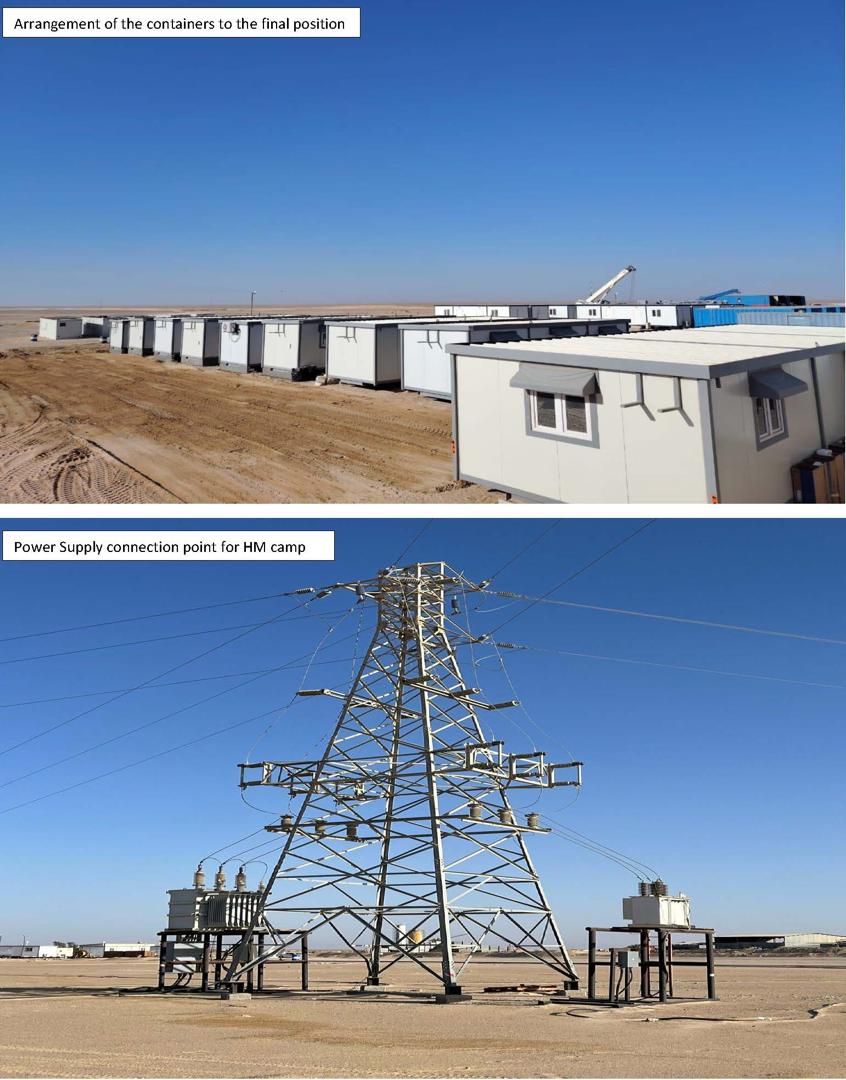 Arrangement of the containers to the final position
Power Supply connection point for HM camp